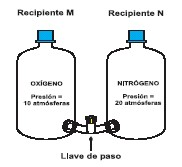 Recipiente M
Recipiente N
OXÍGENO
Presión =
10 atmósferas
NITRÓGENO
Presión =
20 atmósferas
Llave de paso